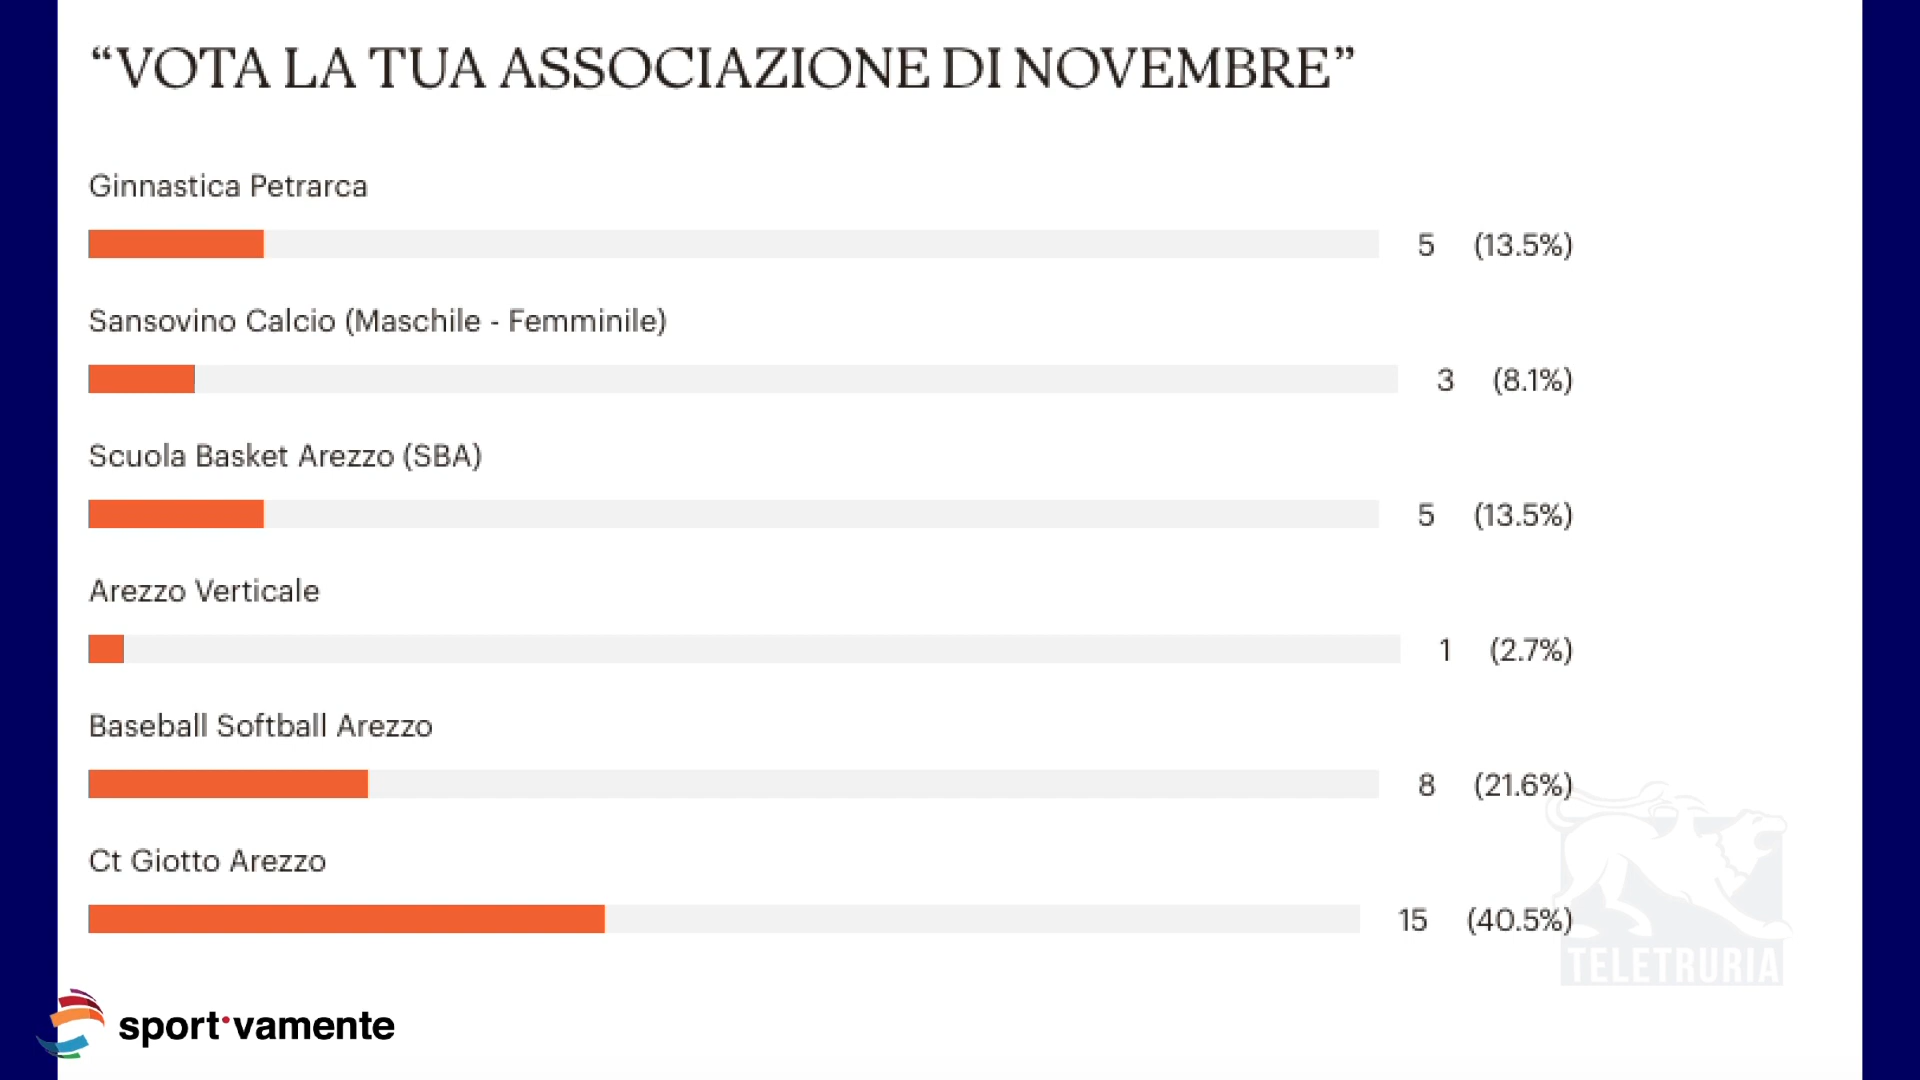 “VOTA LA TUA ASSOCIAZIONE DI NOVEMBRE”
Ginnastica Petrarca
5 (13.5%)
Sansovino Calcio (Maschile - Femminile)
3 (8.1%)
Scuola Basket Arezzo (SBA)
5 (13.5%)
Arezzo Verticale
1 (2.7%)
Baseball Softball Arezzo
8 (21.6%)
Ct Giotto Arezzo
15 (40.5%)
TELETRURIA
sport·vamente